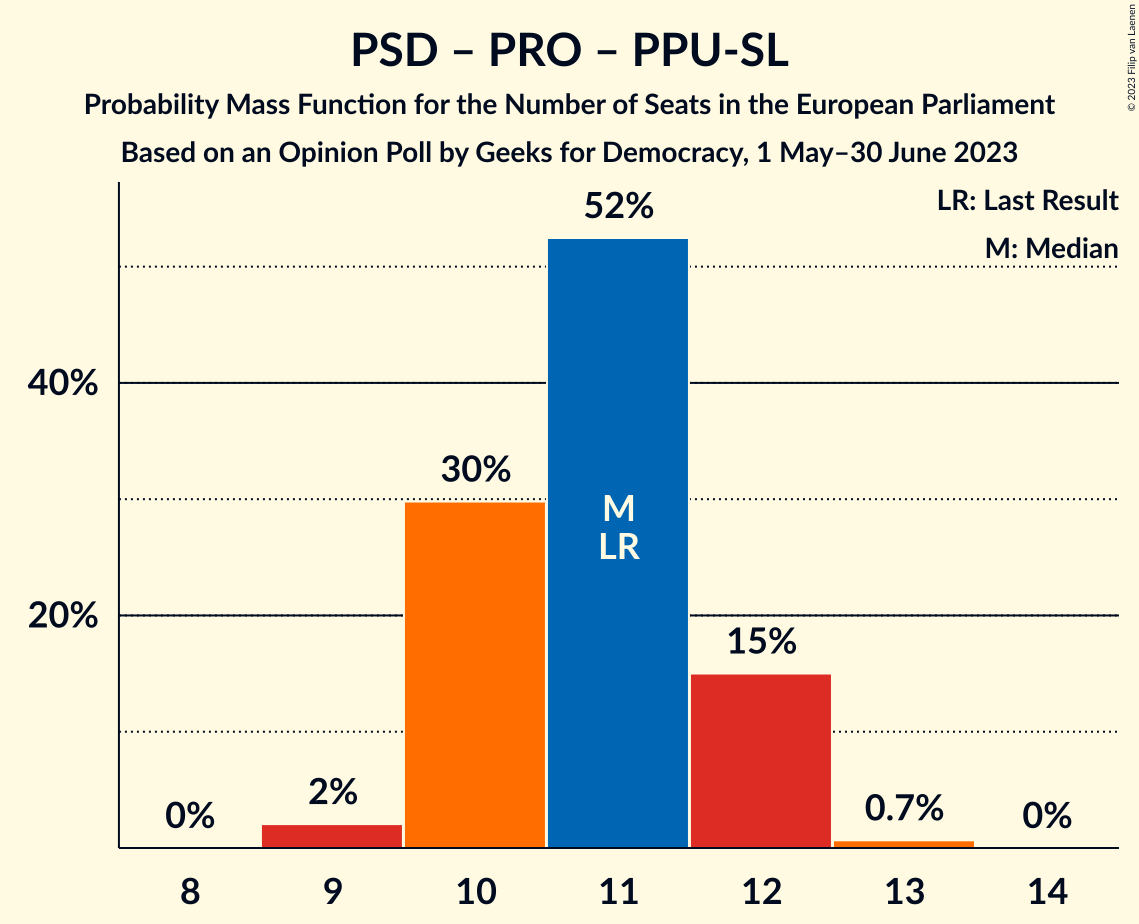 PSD – PRO – PPU-SL
Probability Mass Function for the Number of Seats in the European Parliament
Based on an Opinion Poll by Geeks for Democracy, 1 May–30 June 2023
© 2023 Filip van Laenen
LR: Last Result
M: Median
52%
40%
30%
M
LR
20%
15%
2%
0%
0.7%
0%
8 9 10 11 12 13 14